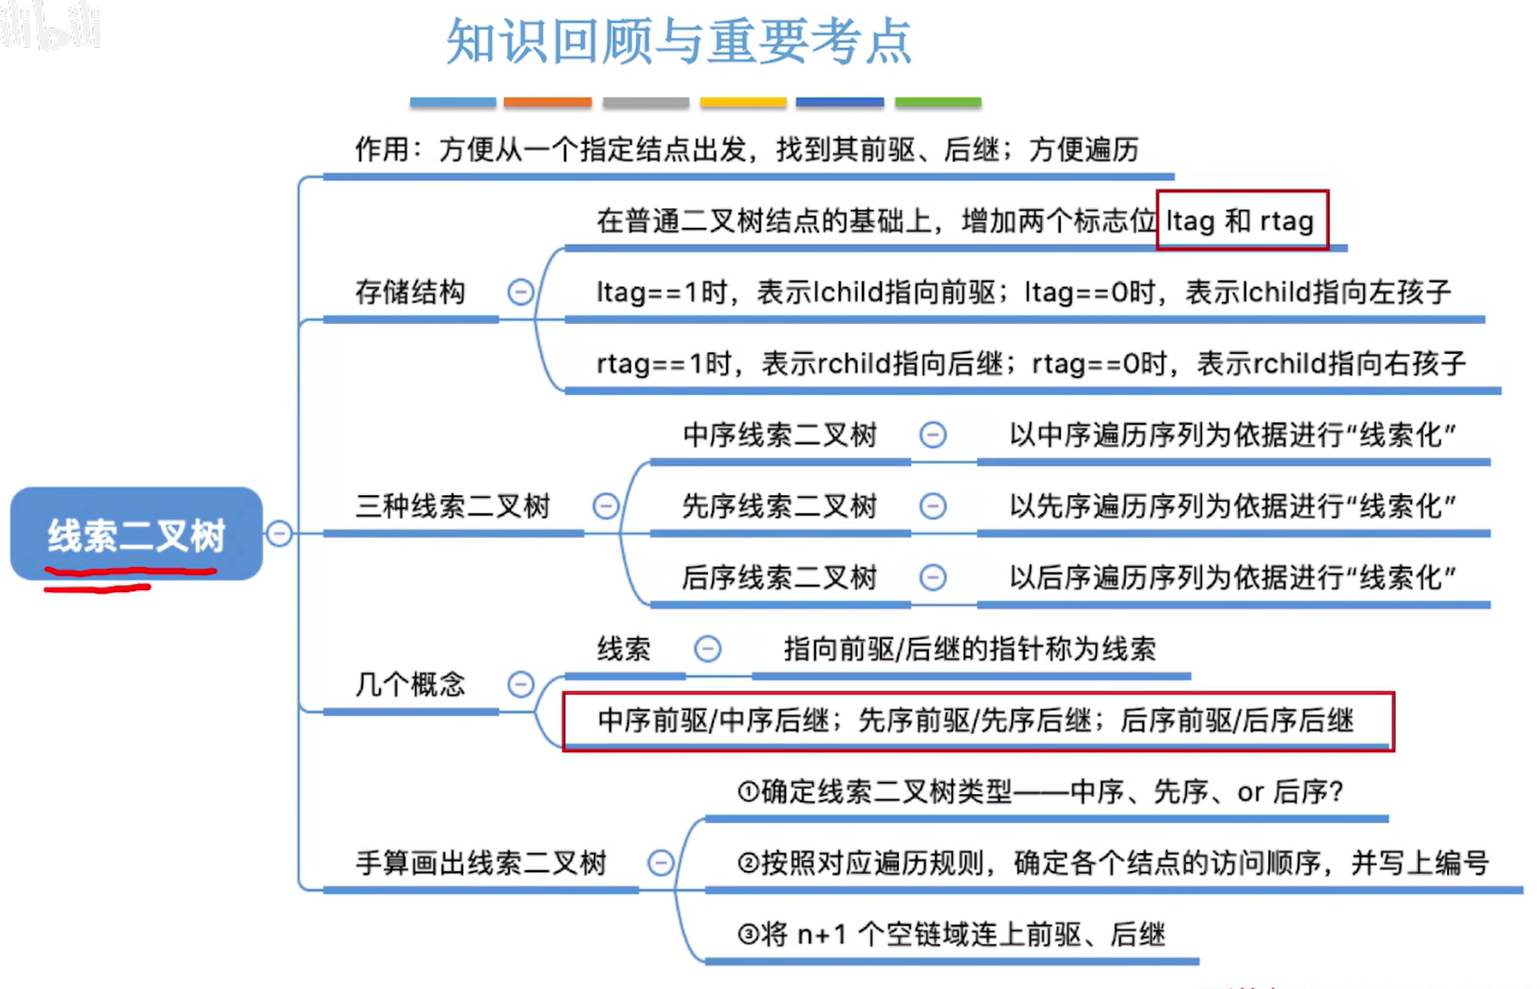 知识回顾与重要考点
作用：方便从一个指定结点出发，找到其前驱、后继；方便遍历
在普通二叉树结点的基础上，增加两个标志位 ltag 和 rtag
存储结构
ltag==1时，表示lchild指向前驱；ltag==0时，表示lchild指向左孩子
rtag==1时，表示rchild指向后继；rtag==0时，表示rchild指向右孩子
中序线索二叉树 以中序遍历序列为依据进行“线索化”
三种线索二叉树
先序线索二叉树 以先序遍历序列为依据进行“线索化”
线索二叉树
后序线索二叉树 以后序遍历序列为依据进行“线索化”
线索 指向前驱/后继的指针称为线索
几个概念
中序前驱/中序后继；先序前驱/先序后继；后序前驱/后序后继
①确定线索二叉树类型——中序、先序、or 后序？
手算画出线索二叉树
②按照对应遍历规则，确定各个结点的访问顺序，并写上编号
③将 n+1 个空链域连上前驱、后继